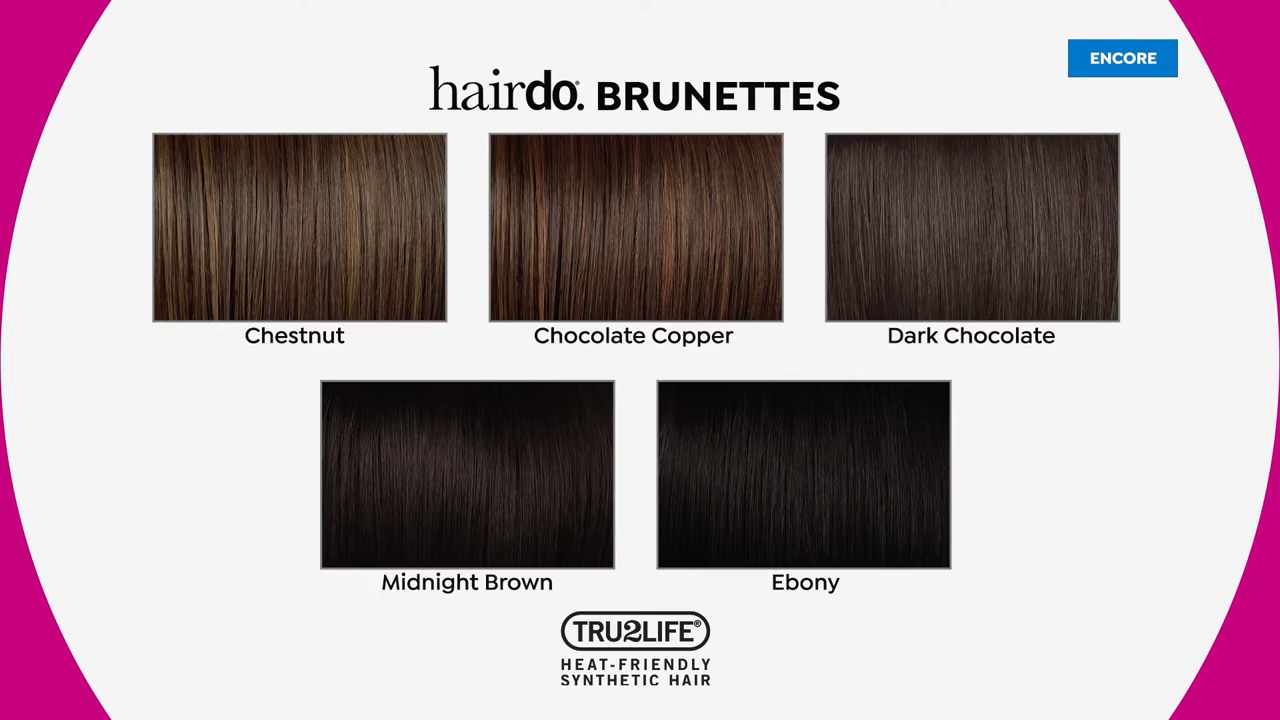 ENCORE
hairdo.® BRUNETTES
Chestnut
Chocolate Copper
Dark Chocolate
Midnight Brown
Ebony
TRU2LIFE®
HEAT-FRIENDLY
SYNTHETIC HAIR